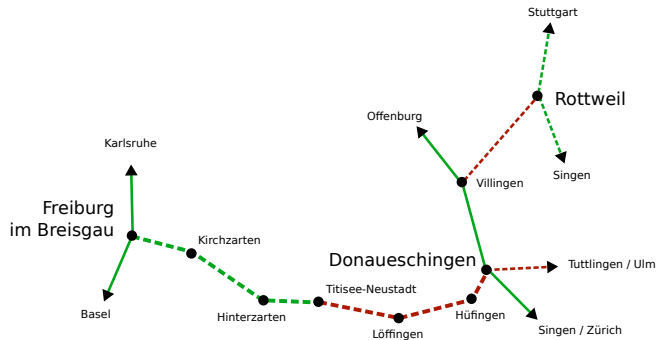 Stuttgart
Rottweil
Offenburg
Karlsruhe
Singen
Villingen
Freiburg
im Breisgau
Kirchzarten
Donaueschingen
Tuttlingen / Ulm
Titisee-Neustadt
Basel
Hinterzarten
Hüfingen
Löffingen
Singen / Zürich